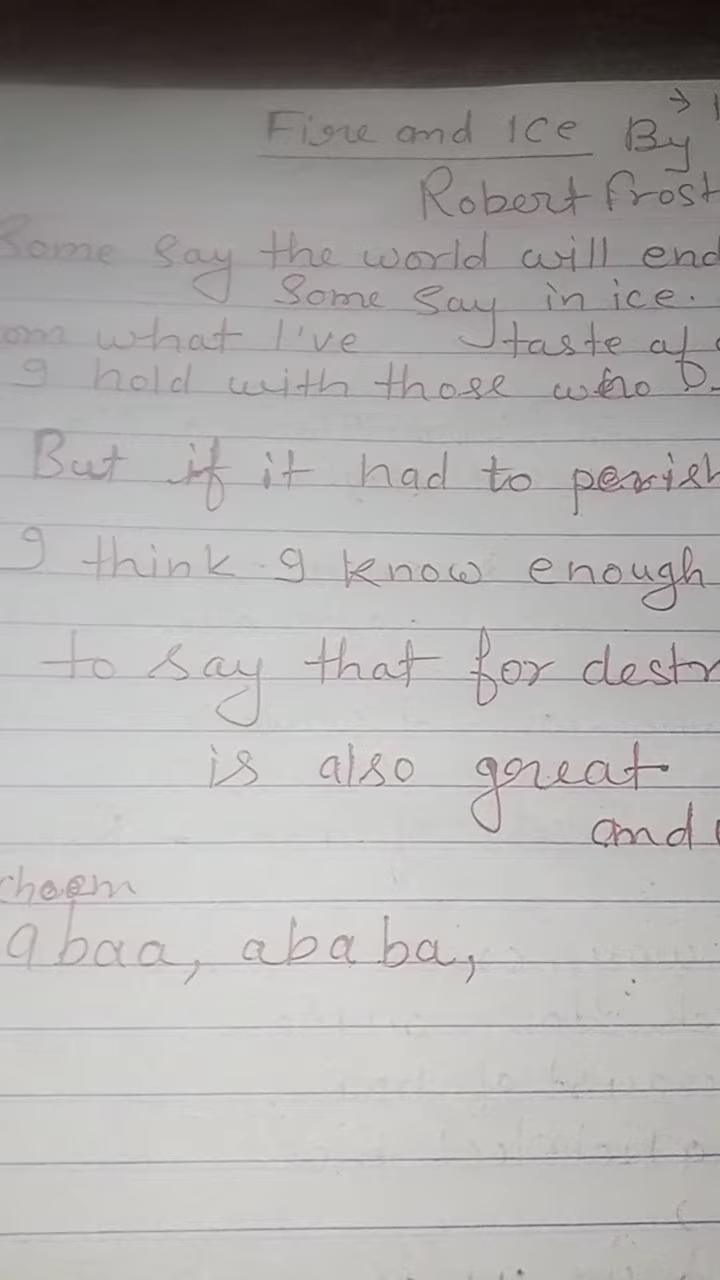 Fire and Ice By
Robert Frost
Some say the world will end
Some say in ice.
what I've taste of
I hold with those who
But if it had to perish
I think I know enough
to say that for destr
is also great
and
cheem
abaa, ababa,